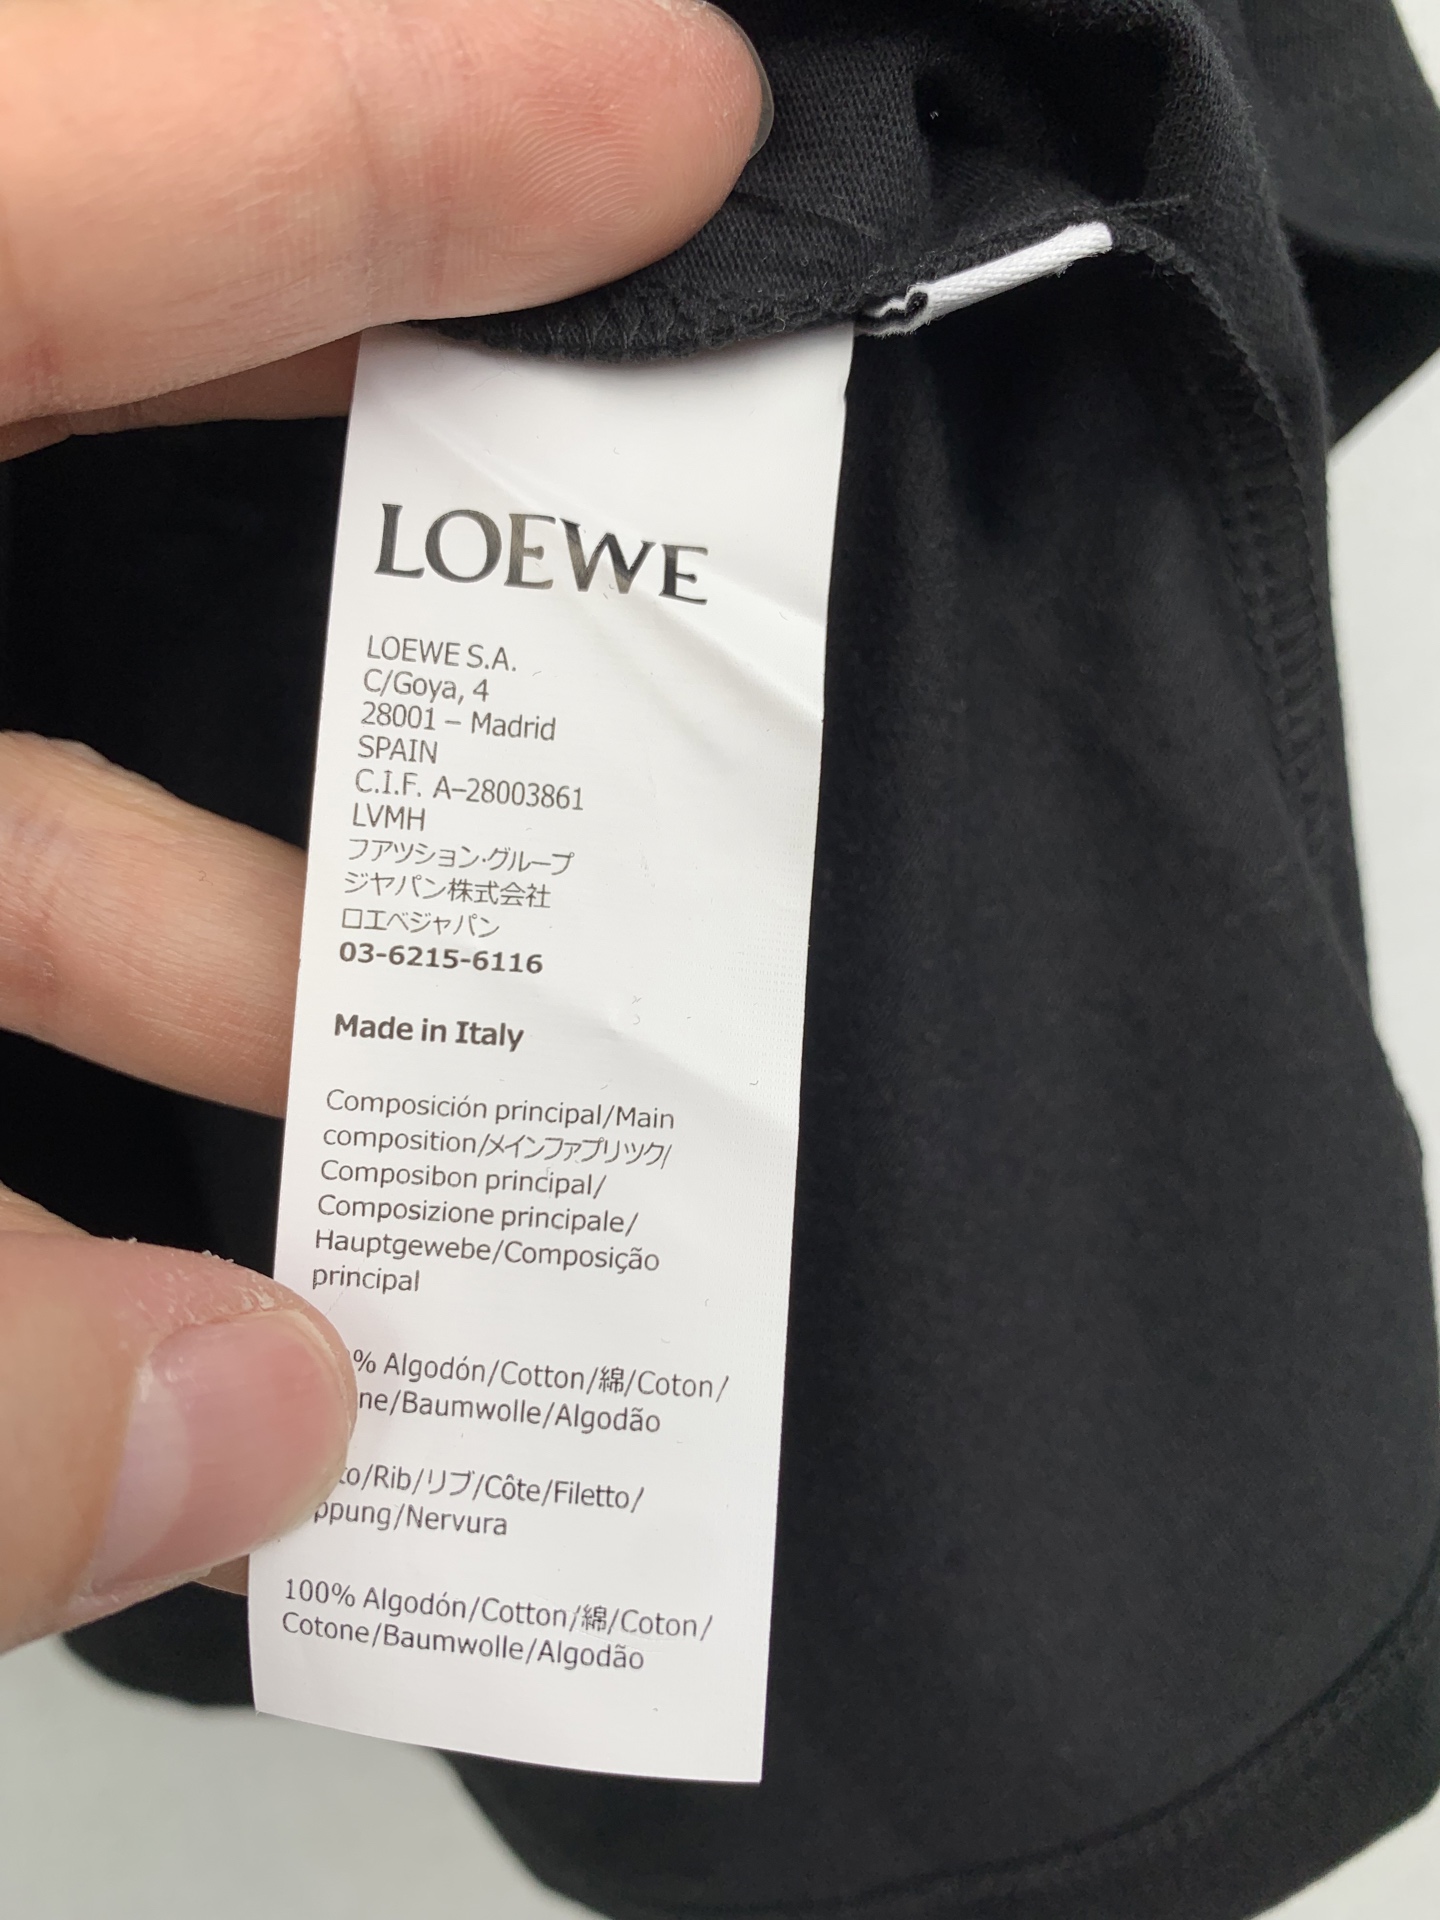 LOEWE
LOEWE S.A.
C/Goya, 4
28001 – Madrid
SPAIN
C.I.F. A–28003861
LVMH
フアツション・グループ
ジヤパン株式会社
ロエベジャパン
03-6215-6116
Made in Italy
Composición principal/Main
composition/メインファブリック/
Composibon principal/
Composizione principale/
Hauptgewebe/Composição
principal
% Algodón/Cotton/綿/Coton/
ne/Baumwolle/Algodão
to/Rib/リブ/Côte/Filetto/
ppung/Nervura
100% Algodón/Cotton/綿/Coton/
Cotone/Baumwolle/Algodão